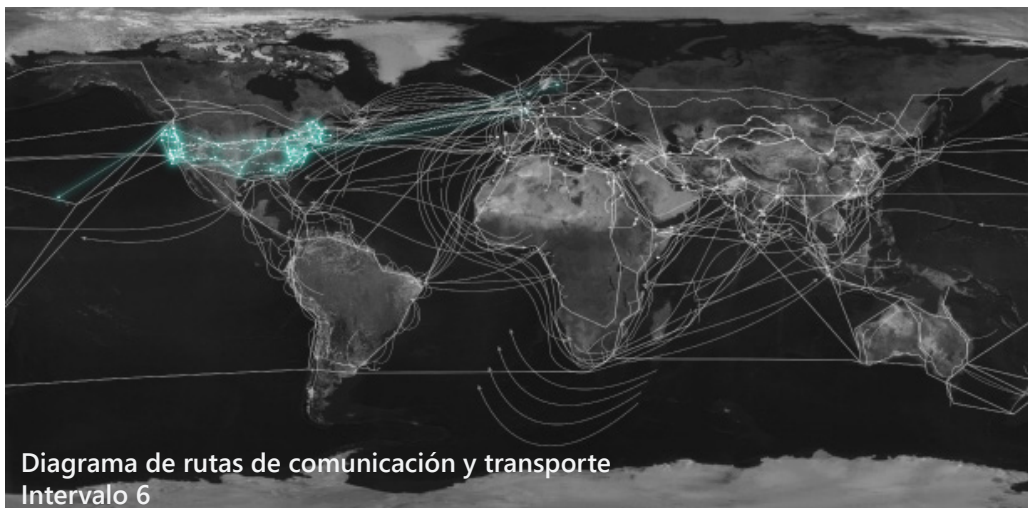 Diagrama de rutas de comunicación y transporte
Intervalo 6